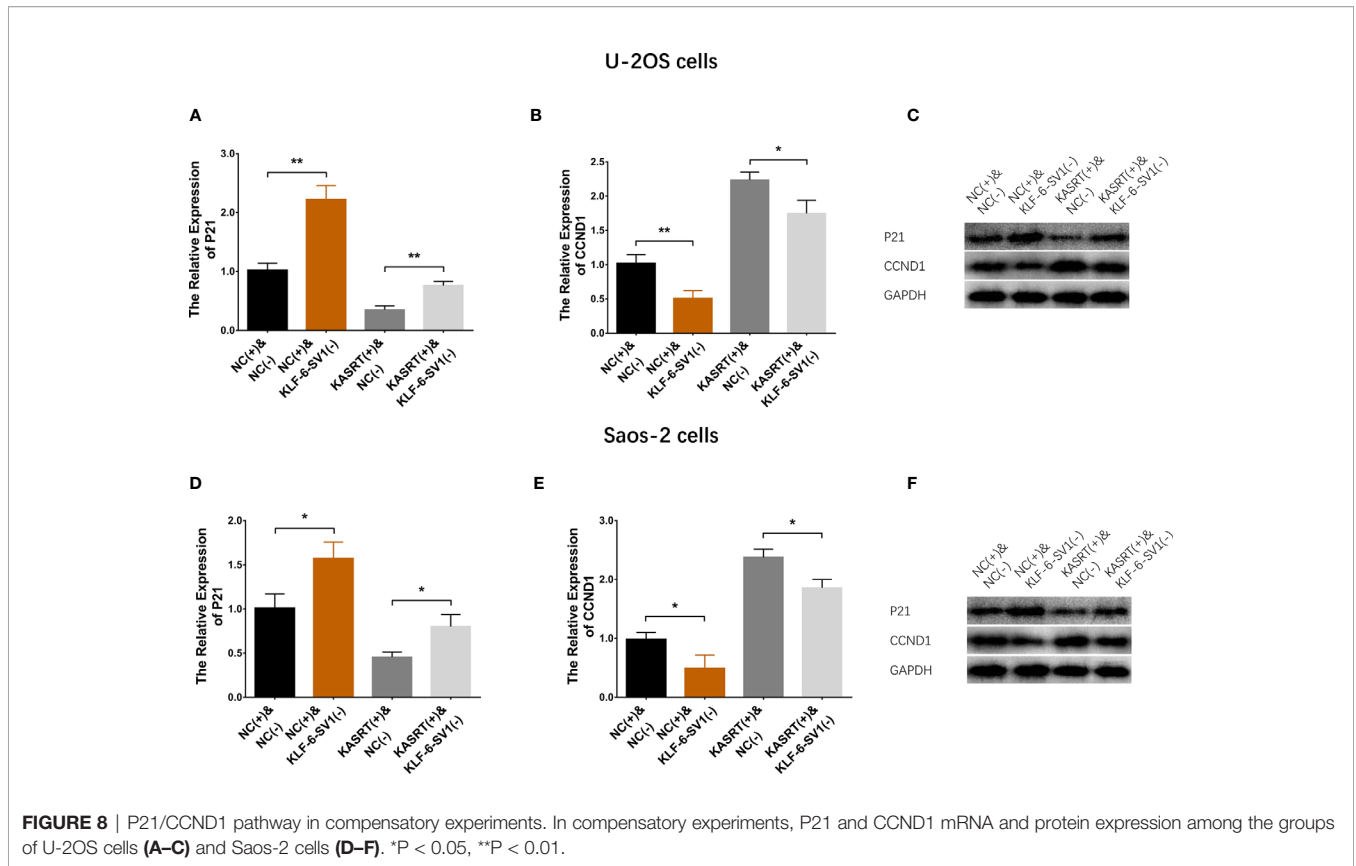 U-2OS cells
A
The Relative Expression
of P21
3.0
2.0
1.0
0.0
**
**
NC(+)&
NC(-)
NC(+)&
KLF-6-SV1(-)
KASRT(+)&
NC(-)
KASRT(+)&
KLF-6-SV1(-)
B
The Relative Expression
of CCND1
2.5
2.0
1.5
1.0
0.5
0.0
**
*
NC(+)&
NC(-)
NC(+)&
KLF-6-SV1(-)
KASRT(+)&
NC(-)
KASRT(+)&
KLF-6-SV1(-)
C
NC(+)&
NC(-)
NC(+)&
KLF-6-SV1(-)
KASRT(+)&
NC(-)
KASRT(+)&
KLF-6-SV1(-)
P21
CCND1
GAPDH
Saos-2 cells
D
The Relative Expression
of P21
2.0
1.5
1.0
0.5
0.0
*
*
NC(+)&
NC(-)
NC(+)&
KLF-6-SV1(-)
KASRT(+)&
NC(-)
KASRT(+)&
KLF-6-SV1(-)
E
The Relative Expression
of CCND1
3.0
2.0
1.0
0.0
*
*
NC(+)&
NC(-)
NC(+)&
KLF-6-SV1(-)
KASRT(+)&
NC(-)
KASRT(+)&
KLF-6-SV1(-)
F
NC(+)&
NC(-)
NC(+)&
KLF-6-SV1(-)
KASRT(+)&
NC(-)
KASRT(+)&
KLF-6-SV1(-)
P21
CCND1
GAPDH
FIGURE 8 | P21/CCND1 pathway in compensatory experiments. In compensatory experiments, P21 and CCND1 mRNA and protein expression among the groups
of U-2OS cells (A–C) and Saos-2 cells (D–F). *P < 0.05, **P < 0.01.